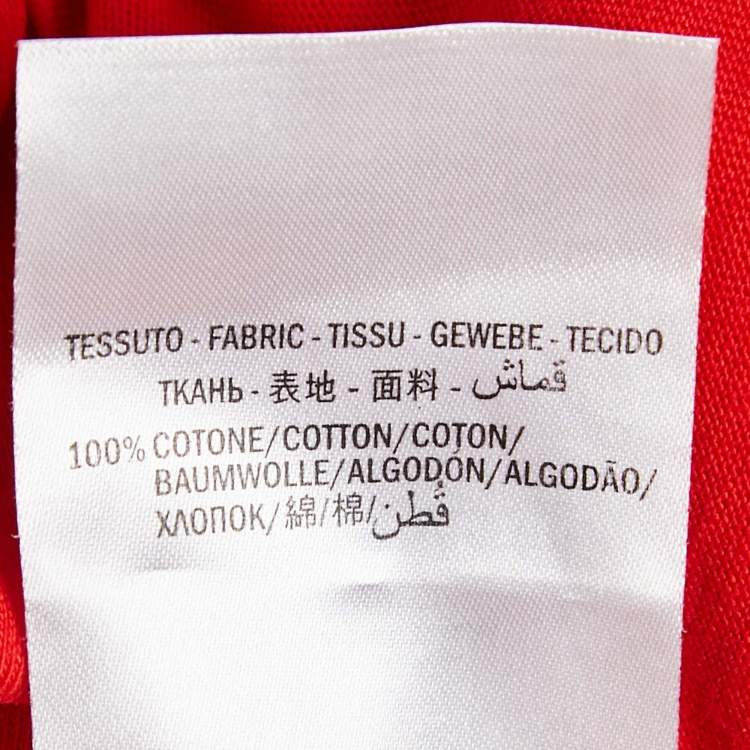 TESSUTO - FABRIC - TISSU - GEWEBE - TECIDO
ТКАНЬ - 表地 - 面料 - قماش
100% COTONE/COTTON/COTON/
BAUMWOLLE/ALGODÓN/ALGODÃO/
ХЛОПОК/綿/棉/قُطن